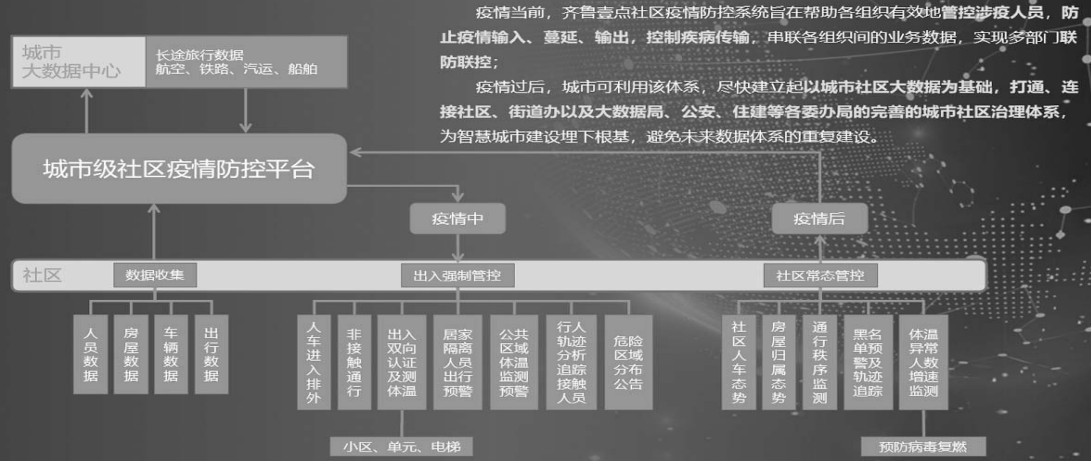 疫情当前，齐鲁壹点社区疫情防控系统旨在帮助各组织有效地管控涉疫人员，防
止疫情输入、蔓延、输出，控制疾病传输，串联各组织间的业务数据，实现多部门联
防联控；
疫情过后，城市可利用该体系，尽快建立起以城市社区大数据为基础，打通、连
接社区、街道办以及大数据局、公安、住建等各委办局的完善的城市社区治理体系，
为智慧城市建设埋下根基，避免未来数据体系的重复建设。
城市
大数据中心
长途旅行数据
航空、铁路、汽运、船舶
城市级社区疫情防控平台
疫情中
疫情后
社区
数据收集
出入强制管控
社区常态管控
人员数据
房屋数据
车辆数据
出行数据
人车进入排外
非接触通行
出入双向认证及测体温
居家隔离人员出行预警
公共区域体温监测预警
行人轨迹分析追踪接触人员
危险区域分布公告
社区人车态势
房屋归属态势
通行秩序监测
黑名单预警及轨迹追踪
体温异常人数增速监测
小区、单元、电梯
预防病毒复燃